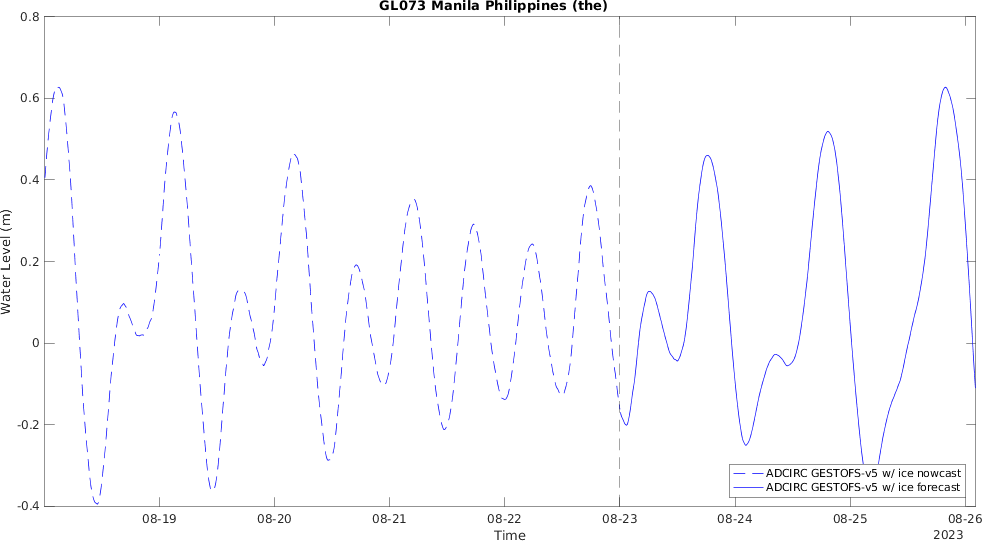 GL073 Manila Philippines (the)
0.8
0.6
0.4
0.2
0
-0.2
-0.4
Water Level (m)
ADCIRC GESTOFS-v5 w/ ice nowcast
ADCIRC GESTOFS-v5 w/ ice forecast
08-19 08-20 08-21 08-22 08-23 08-24 08-25 08-26
Time
2023